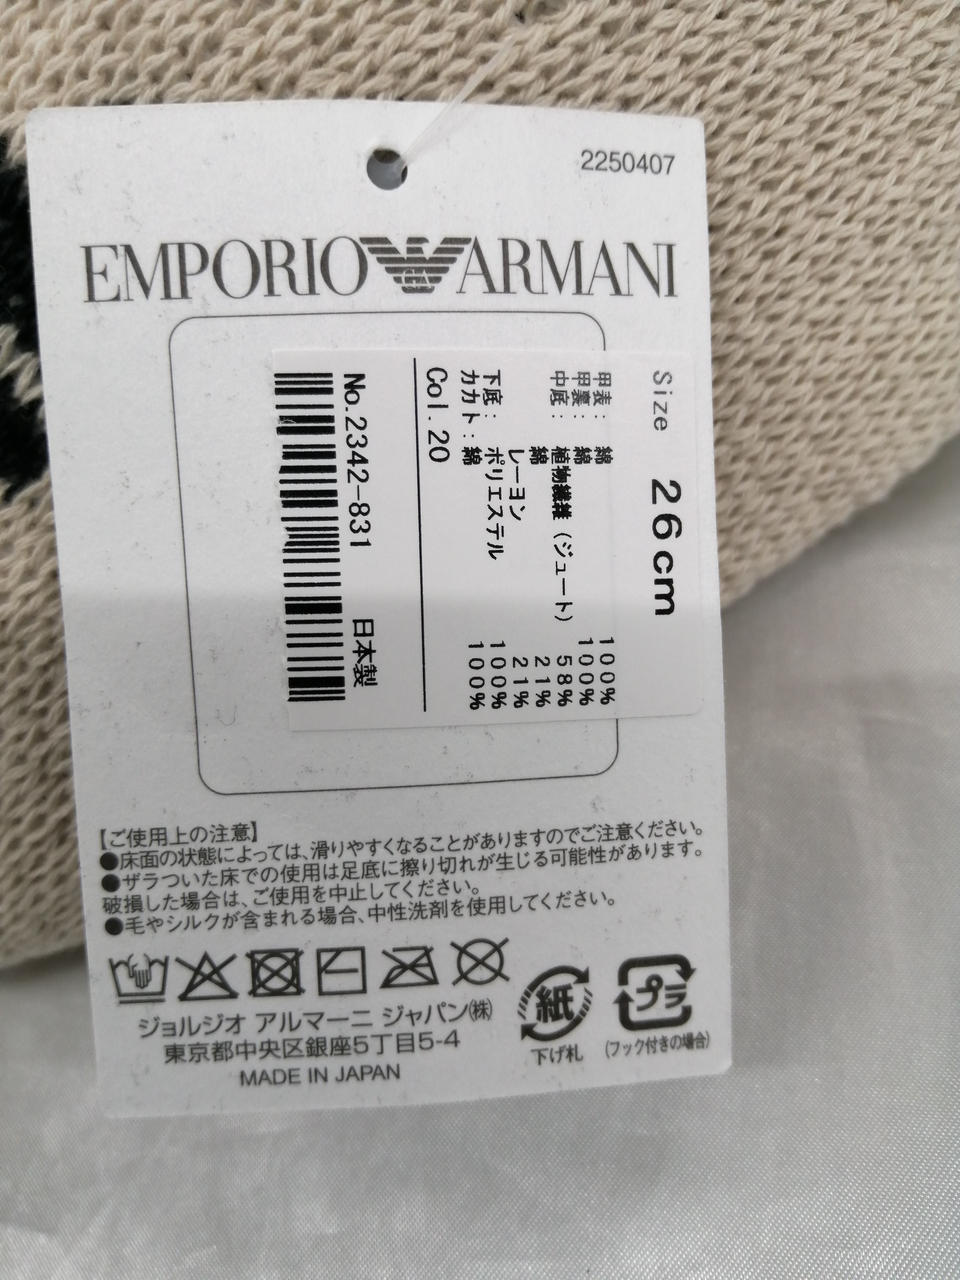 2250407
EMPORIO ARMANI
Size 26cm
甲表: 綿 100%
甲裏: 綿 100%
中底: 植物繊維(ジュート) 58%
綿 21%
レーヨン 21%
下底: ポリエステル 100%
カカト: 綿 100%
Col.20
No.2342-831 日本製
【ご使用上の注意】
●床面の状態によっては、滑りやすくなることがありますのでご注意ください。
●ザラついた床での使用は足底に擦り切れが生じる可能性があります。
破損した場合は、ご使用を中止してください。
●毛やシルクが含まれる場合、中性洗剤を使用してください。
ジョルジオ アルマーニ ジャパン㈱
東京都中央区銀座5丁目5-4
MADE IN JAPAN
紙
下げ札
プラ
(フック付きの場合)